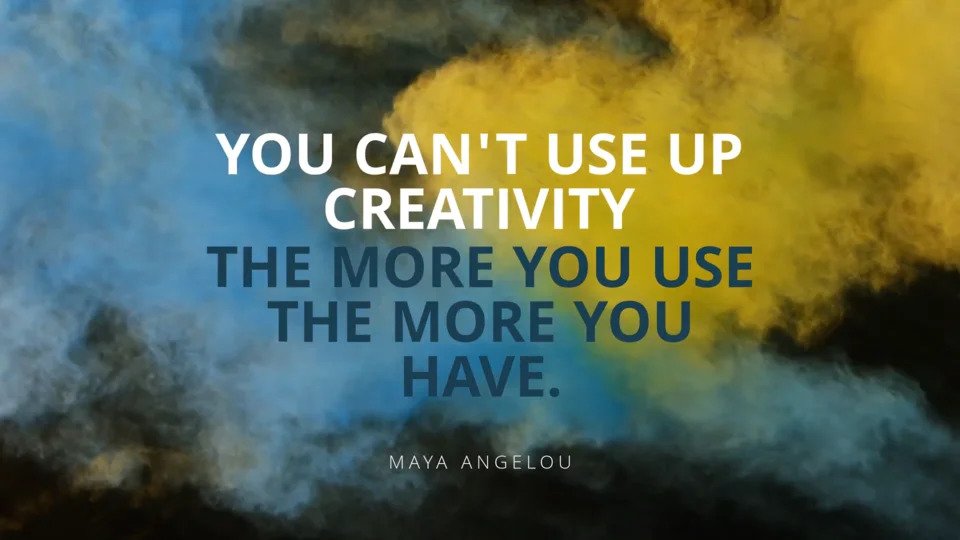 YOU CAN'T USE UP
CREATIVITY
THE MORE YOU USE
THE MORE YOU
HAVE.
MAYA ANGELOU